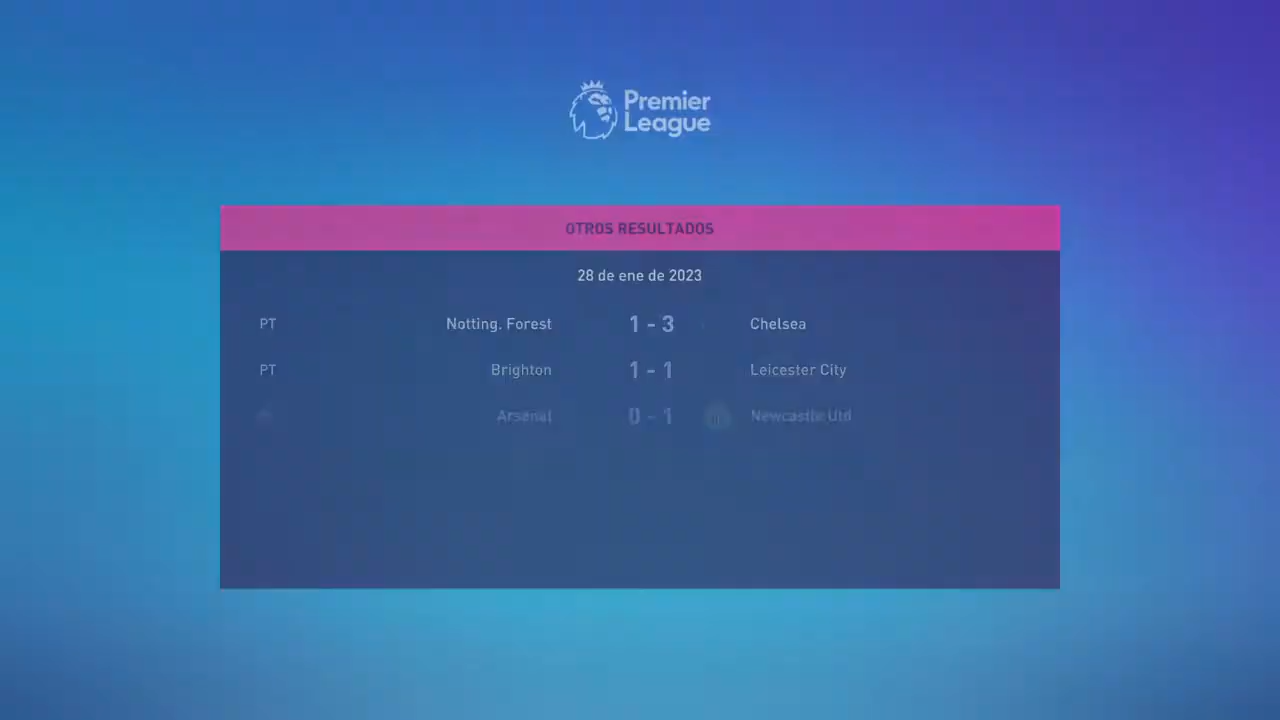 Premier
League
OTROS RESULTADOS
28 de ene de 2023
PT Notting. Forest 1 - 3 Chelsea
PT Brighton 1 - 1 Leicester City
Arsenal 0 - 1 Newcastle Utd